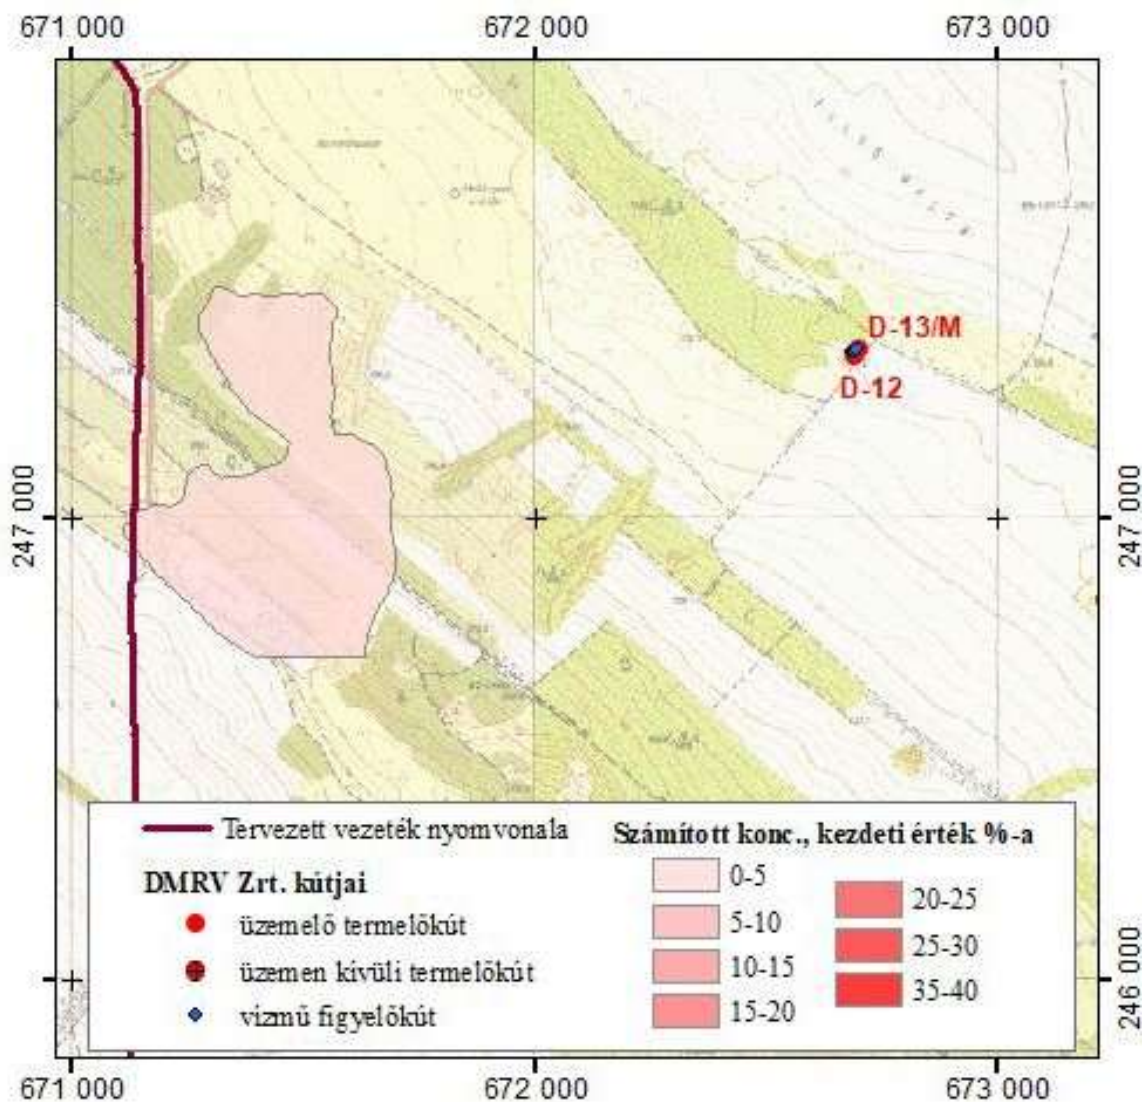 671 000
672 000
673 000
D-13/M
D-12
247 000
247 000
Tervezett vezeték nyomvonala
DMRV Zrt. kútjai
üzemelő termelőkút
üzemen kívüli termelőkút
vízmű figyelőkút
Számított konc., kezdeti érték %-a
0-5
5-10
10-15
15-20
20-25
25-30
35-40
246 000
671 000
672 000
673 000